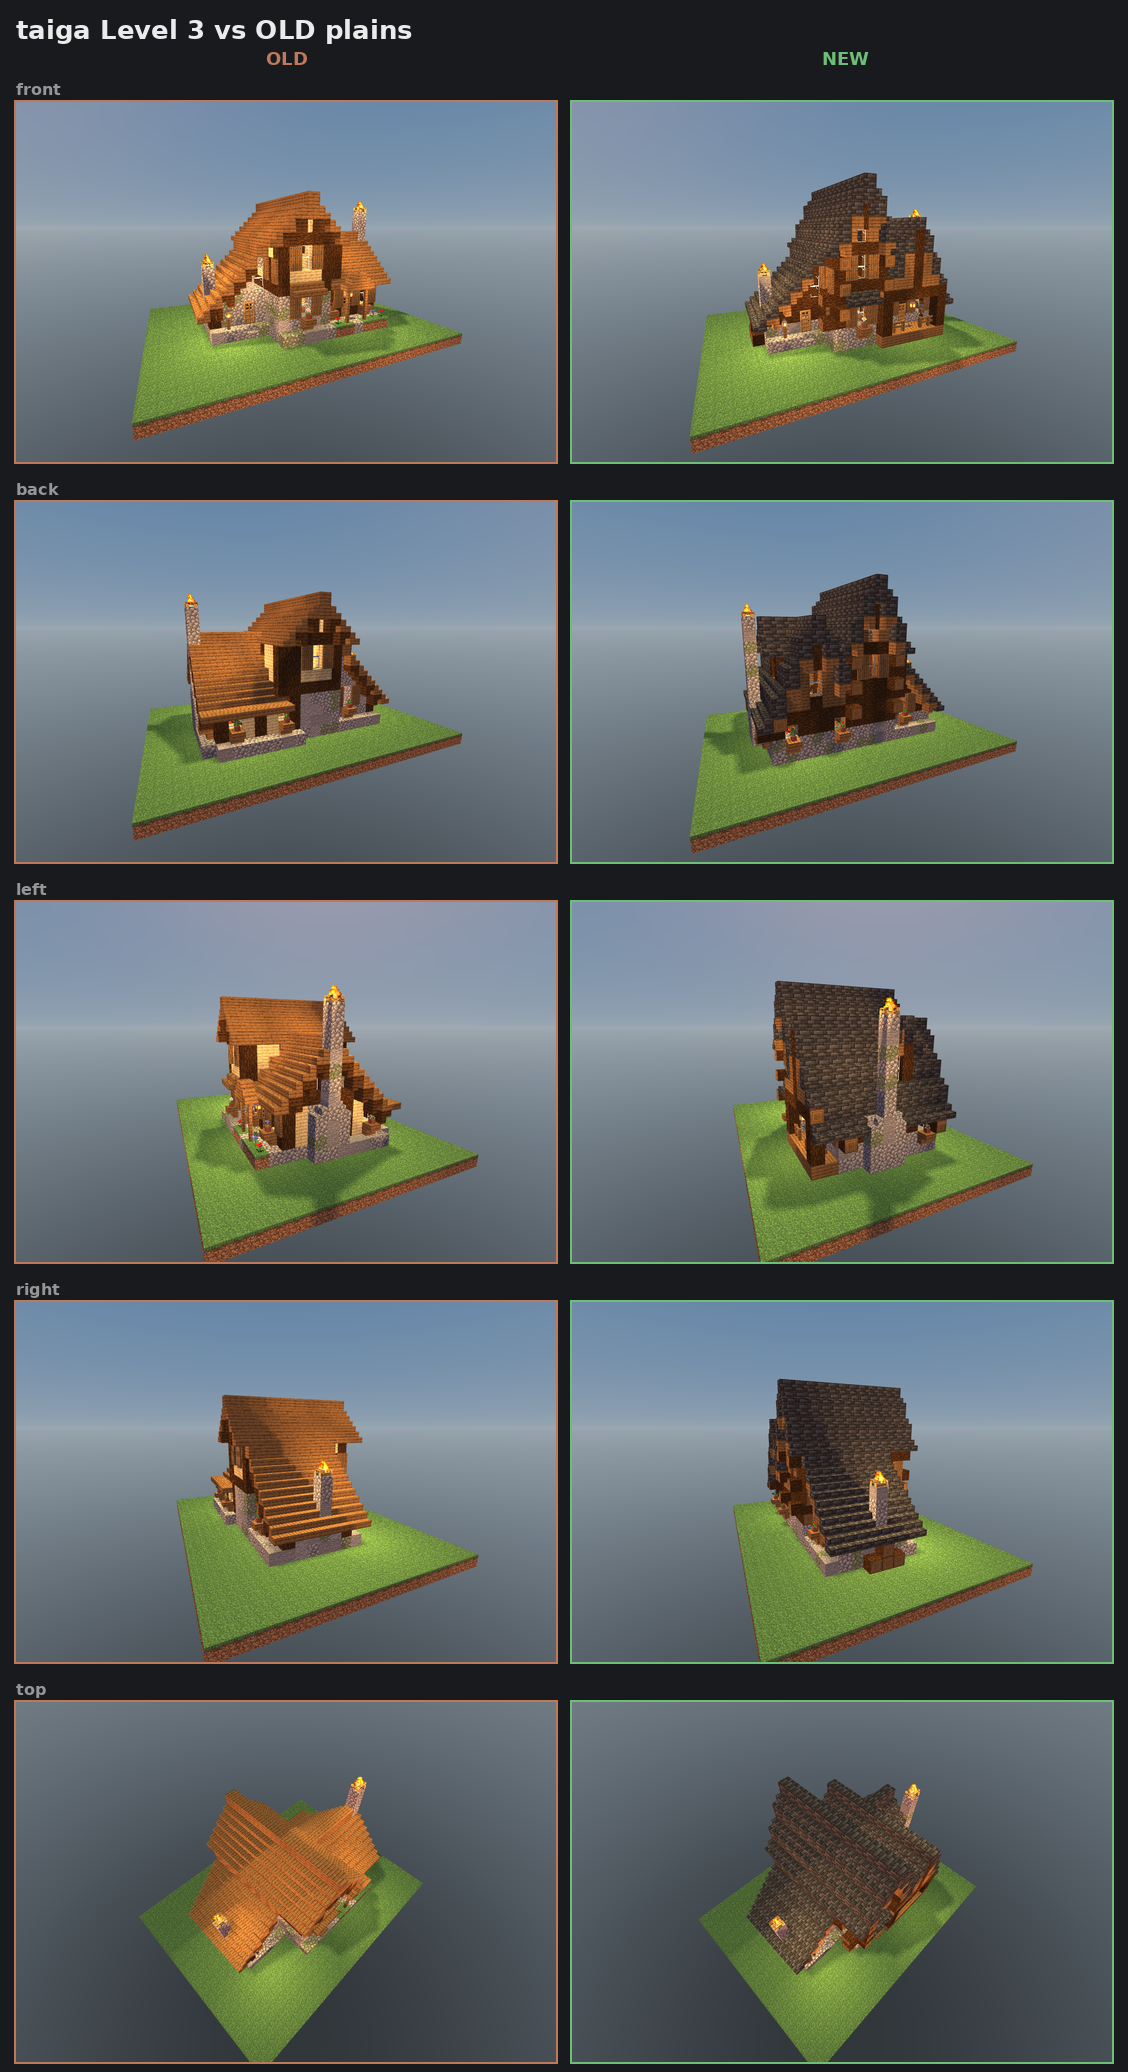 taiga Level 3 vs OLD plains
OLD
NEW
front
back
left
right
top